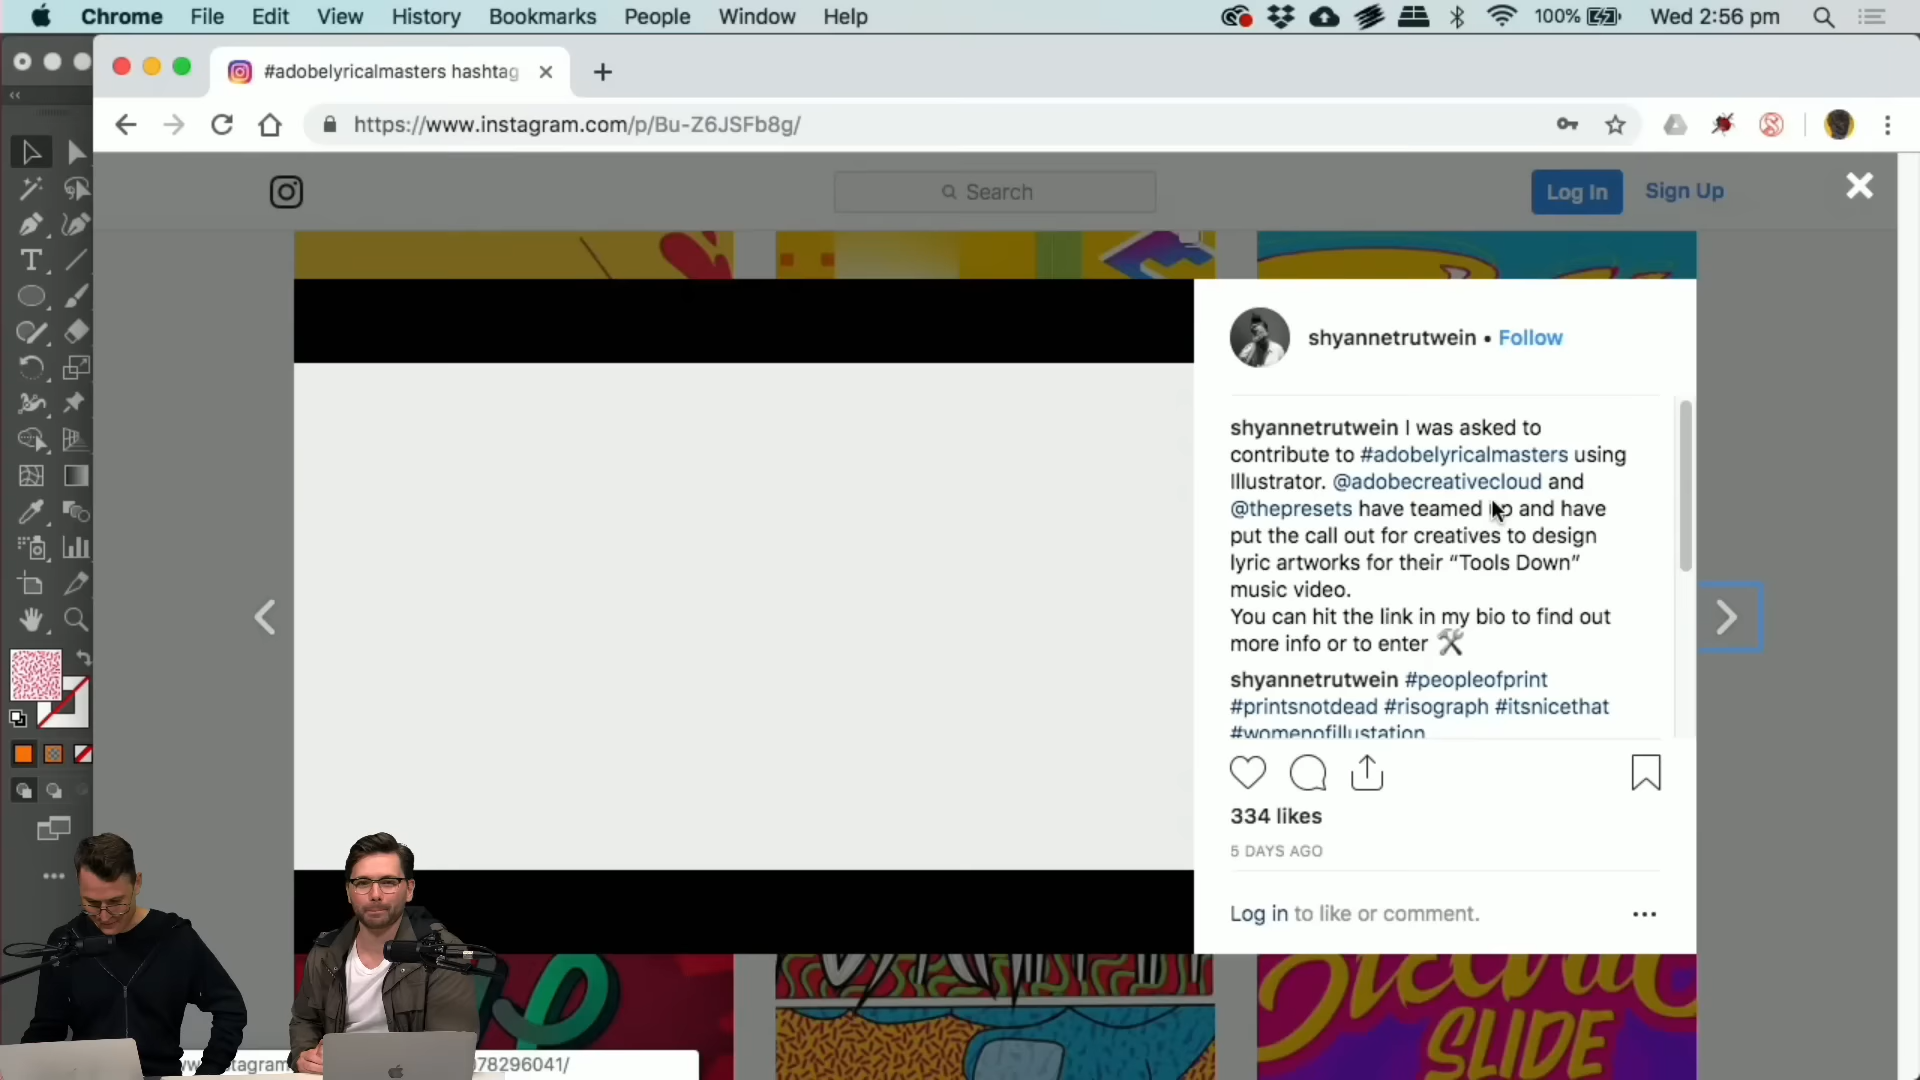 Chrome File Edit View History Bookmarks People Window Help 100% Wed 2:56 pm
#adobelyricalmasters hashtag
https://www.instagram.com/p/Bu-Z6JSFb8g/
Search
Log In Sign Up
shyannetrutwein • Follow
shyannetrutwein I was asked to
contribute to #adobelyricalmasters using
Illustrator. @adobecreativecloud and
@thepresets have teamed up and have
put the call out for creatives to design
lyric artworks for their “Tools Down”
music video.
You can hit the link in my bio to find out
more info or to enter 🛠
shyannetrutwein #peopleofprint
#printsnotdead #risograph #itsnicethat
#womenofillustation
334 likes
5 DAYS AGO
Log in to like or comment.
SLIDE
78296041/